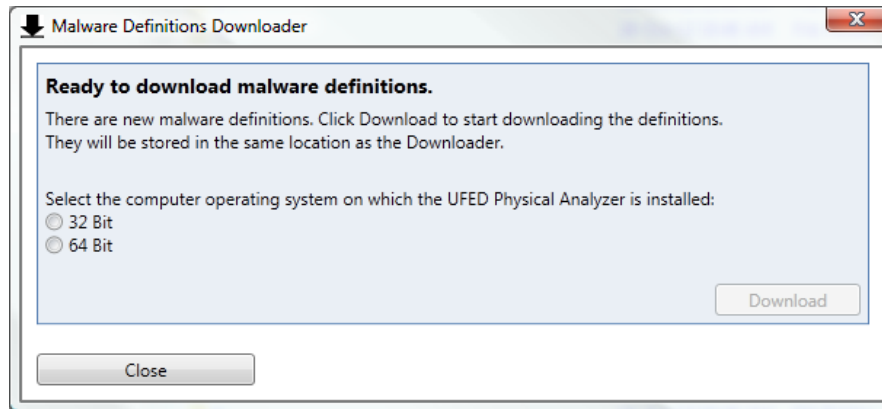 Malware Definitions Downloader
Ready to download malware definitions.
There are new malware definitions. Click Download to start downloading the definitions.
They will be stored in the same location as the Downloader.
Select the computer operating system on which the UFED Physical Analyzer is installed:
32 Bit
64 Bit
Download
Close